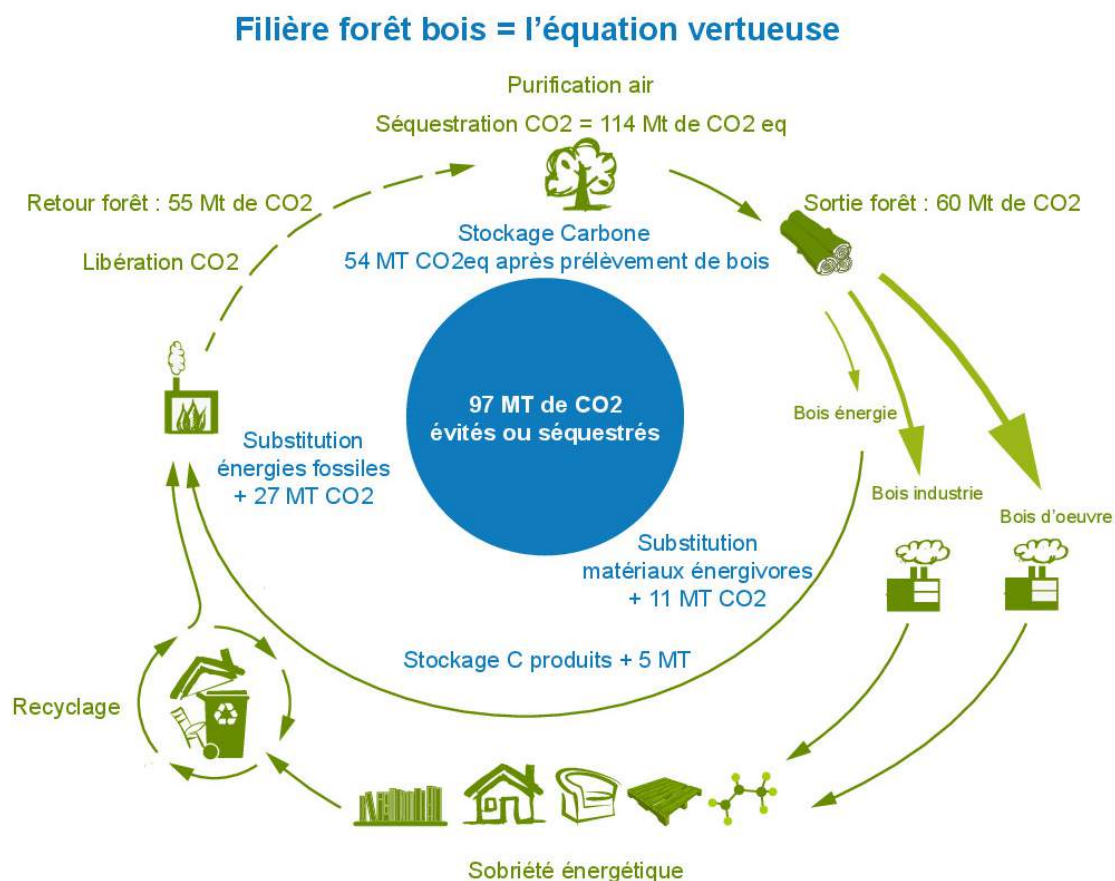 Filière forêt bois = l'équation vertueuse
Purification air
Séquestration CO2 = 114 Mt de CO2 eq
Retour forêt : 55 Mt de CO2
Sortie forêt : 60 Mt de CO2
Libération CO2
Stockage Carbone
54 MT CO2eq après prélèvement de bois
97 MT de CO2
évités ou séquestrés
Bois énergie
Substitution
énergies fossiles
+ 27 MT CO2
Bois industrie
Bois d'oeuvre
Substitution
matériaux énergivores
+ 11 MT CO2
Stockage C produits + 5 MT
Recyclage
Sobriété énergétique